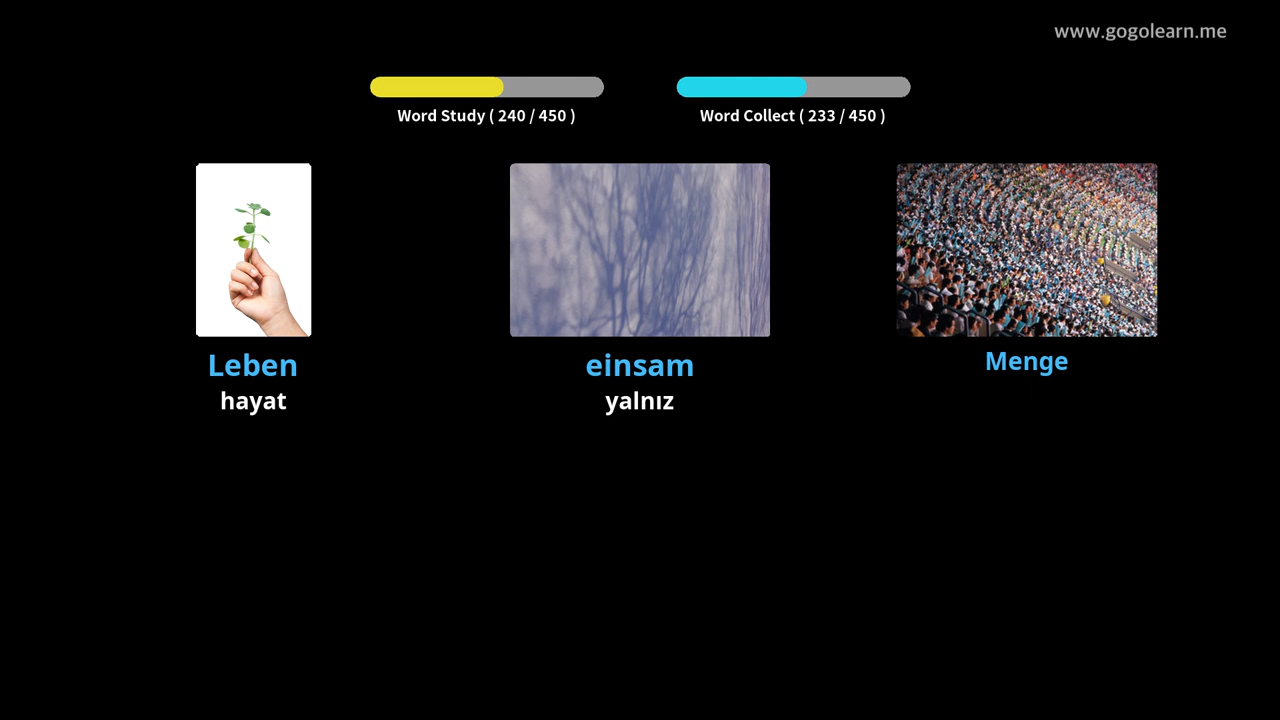 www.gogolearn.me
Word Study ( 240 / 450 )
Word Collect ( 233 / 450 )
Leben
hayat
einsam
yalnız
Menge